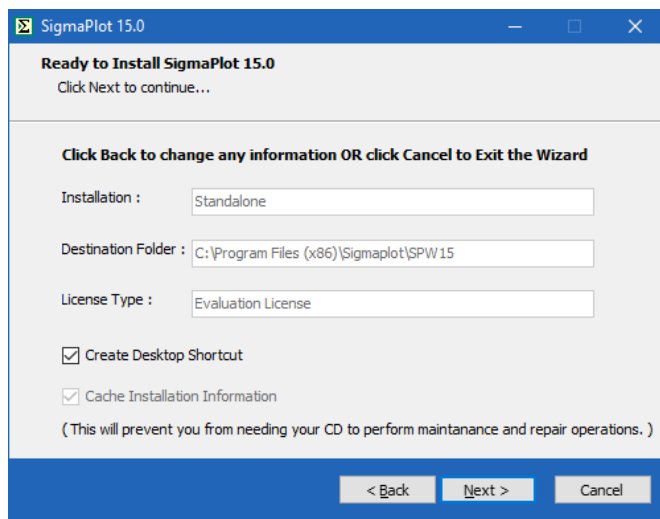 SigmaPlot 15.0
Ready to Install SigmaPlot 15.0
Click Next to continue...
Click Back to change any information OR click Cancel to Exit the Wizard
Installation : Standalone
Destination Folder : C:\Program Files (x86)\Sigmaplot\SPW15
License Type : Evaluation License
Create Desktop Shortcut
Cache Installation Information
( This will prevent you from needing your CD to perform maintanance and repair operations. )
< Back Next > Cancel